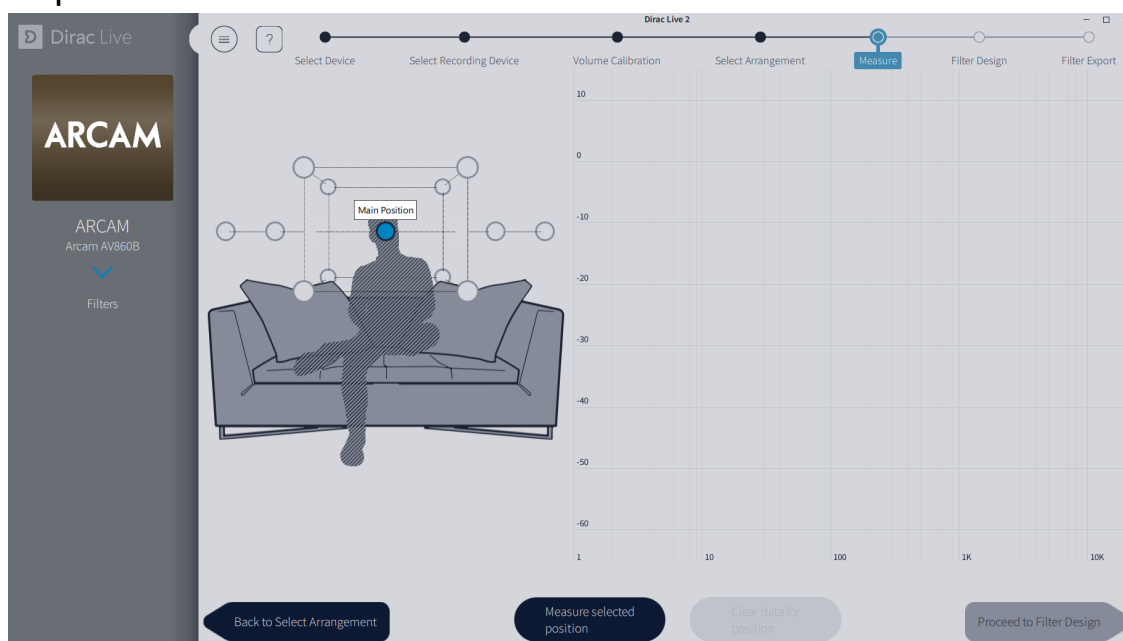 Dirac Live 2
Dirac Live
?
Select Device
Select Recording Device
Volume Calibration
Select Arrangement
Measure
Filter Design
Filter Export
ARCAM
ARCAM
Arcam AV860B
Filters
Main Position
10
0
-10
-20
-30
-40
-50
-60
1
10
100
1K
10K
Back to Select Arrangement
Measure selected
position
Clear data for
position
Proceed to Filter Design